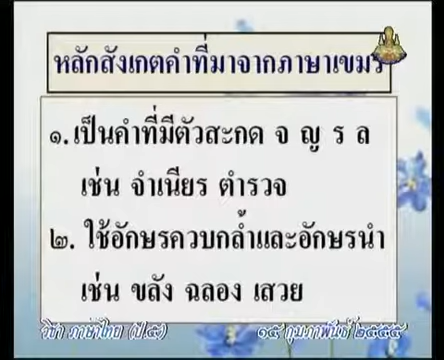 หลักสังเกตคำที่มาจากภาษาเขมร
๑. เป็นคำที่มีตัวสะกด จ ญ ร ล
เช่น จำเนียร ตำรวจ
๒. ใช้อักษรควบกล้ำและอักษรนำ
เช่น ขลัง ฉลอง เสวย
วิชา ภาษาไทย (ป.๕)
๑๔ กุมภาพันธ์ ๒๕๕๕